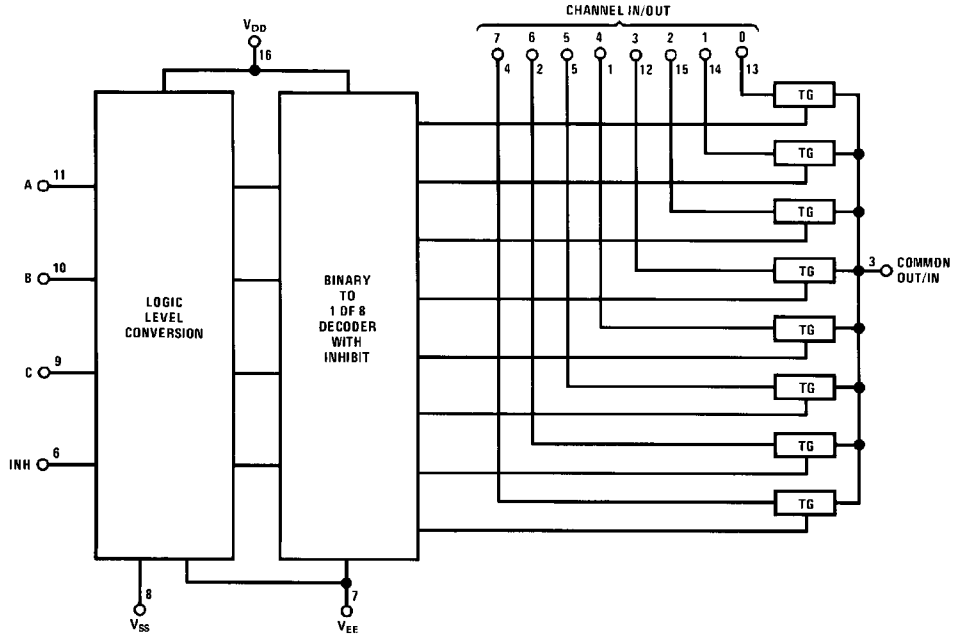 CHANNEL IN/OUT
7 6 5 4 3 2 1 0
4 2 5 1 12 15 14 13
VDD
16
TG
TG
TG
TG
TG
TG
TG
TG
A 11
B 10
C 9
INH 6
LOGIC
LEVEL
CONVERSION
BINARY
TO
1 OF 8
DECODER
WITH
INHIBIT
3 COMMON
OUT/IN
8
VSS
7
VEE